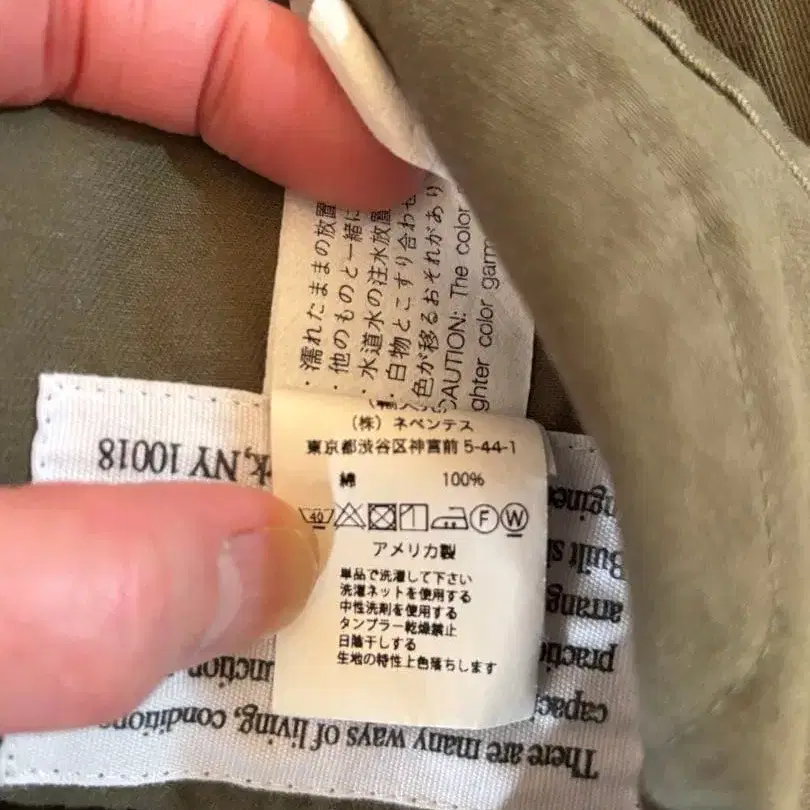 ・濡れたままの放置
・他のものと一緒に
・水道水の注水放置
・白物とこすり合わせ
色が移るおそれがあり
CAUTION: The color
ghter color garm
(株) ネペンテス
東京都渋谷区神宮前 5-44-1
綿 100%
40 F W
アメリカ製
単品で洗濯して下さい
洗濯ネットを使用する
中性洗剤を使用する
タンブラー乾燥禁止
日陰干しする
生地の特性上色落ちします
There are many ways of living, conditions
capaci
unction
practic
arrang
Built s
ngine
k, NY 10018